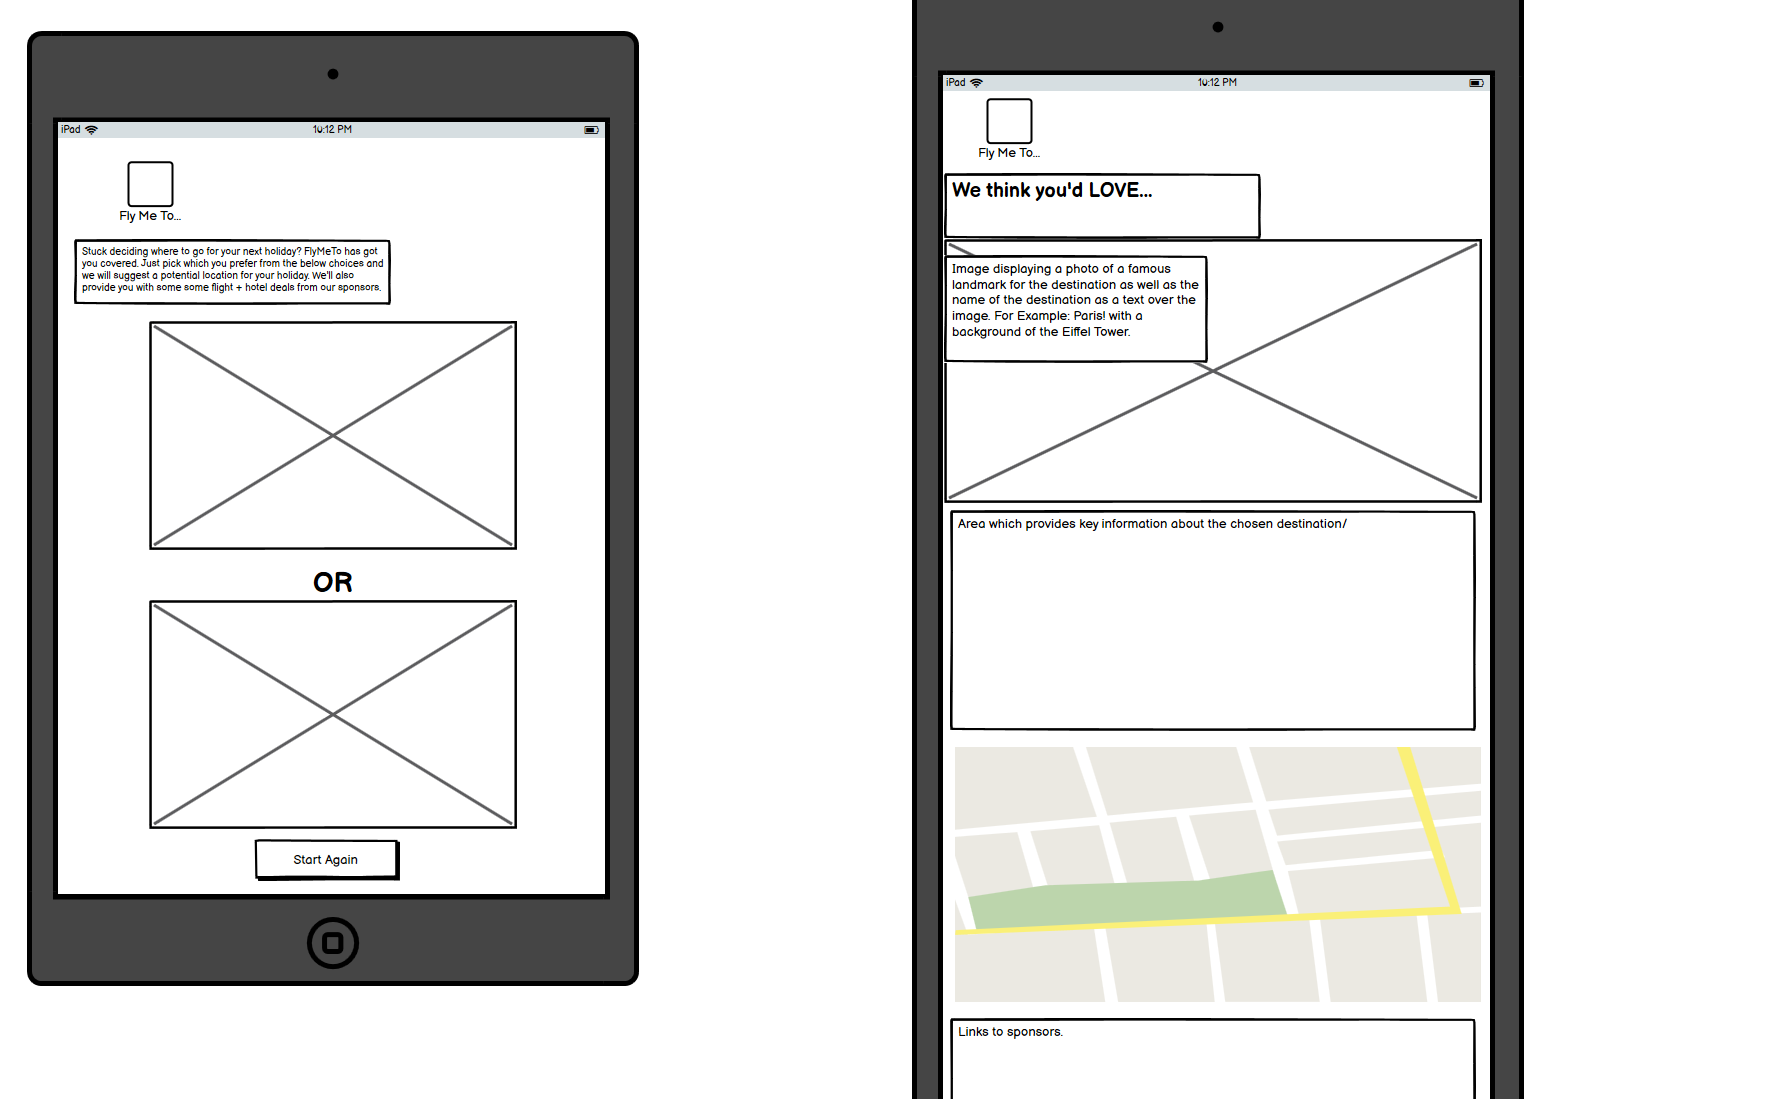 iPad
10:12 PM
Fly Me To...
Stuck deciding where to go for your next holiday? FlyMeTo has got
you covered. Just pick which you prefer from the below choices and
we will suggest a potential location for your holiday. We'll also
provide you with some some flight + hotel deals from our sponsors.
OR
Start Again
iPad
10:12 PM
Fly Me To...
We think you'd LOVE...
Image displaying a photo of a famous
landmark for the destination as well as the
name of the destination as a text over the
image. For Example: Paris! with a
background of the Eiffel Tower.
Area which provides key information about the chosen destination/
Links to sponsors.